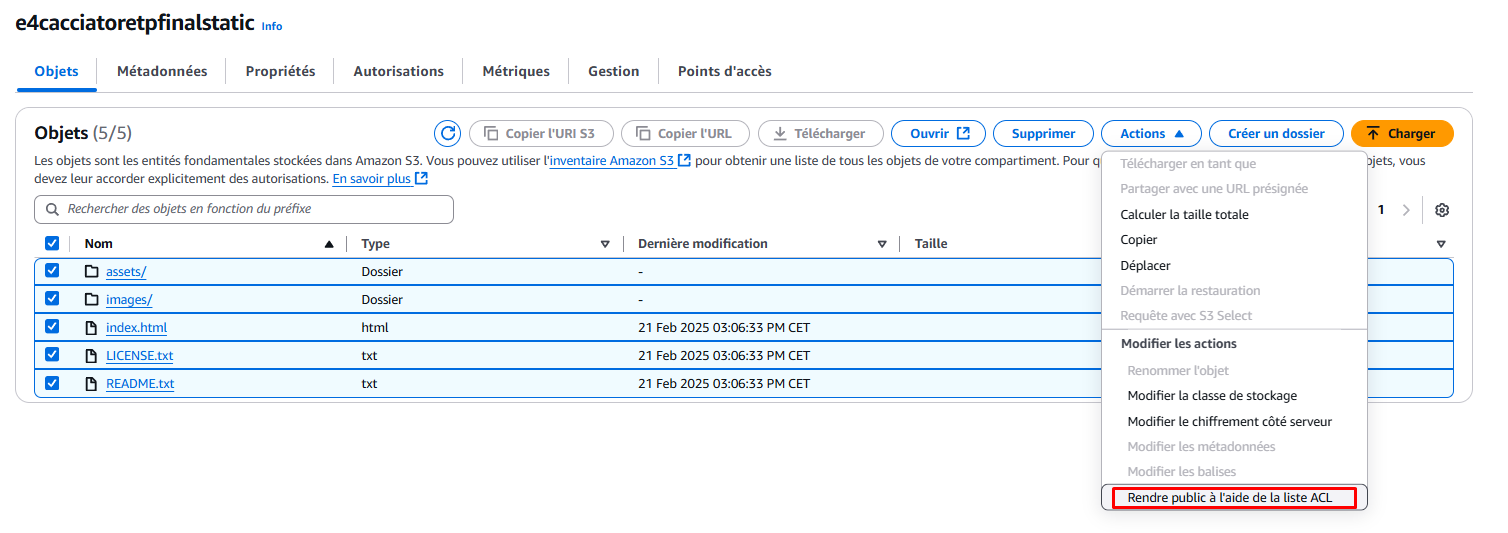 e4cacciatoretpfinalstatic Info
Objets Métadonnées Propriétés Autorisations Métriques Gestion Points d'accès
Objets (5/5) Copier l'URI S3 Copier l'URL Télécharger Ouvrir Supprimer Actions Créer un dossier Charger
Les objets sont les entités fondamentales stockées dans Amazon S3. Vous pouvez utiliser l'inventaire Amazon S3 pour obtenir une liste de tous les objets de votre compartiment. Pour
devez leur accorder explicitement des autorisations. En savoir plus
Rechercher des objets en fonction du préfixe
1
Nom Type Dernière modification Taille
assets/ Dossier -
images/ Dossier -
index.html html 21 Feb 2025 03:06:33 PM CET
LICENSE.txt txt 21 Feb 2025 03:06:33 PM CET
README.txt txt 21 Feb 2025 03:06:33 PM CET
vous
Télécharger en tant que
Partager avec une URL présignée
Calculer la taille totale
Copier
Déplacer
Démarrer la restauration
Requête avec S3 Select
Modifier les actions
Renommer l'objet
Modifier la classe de stockage
Modifier le chiffrement côté serveur
Modifier les métadonnées
Modifier les balises
Rendre public à l'aide de la liste ACL